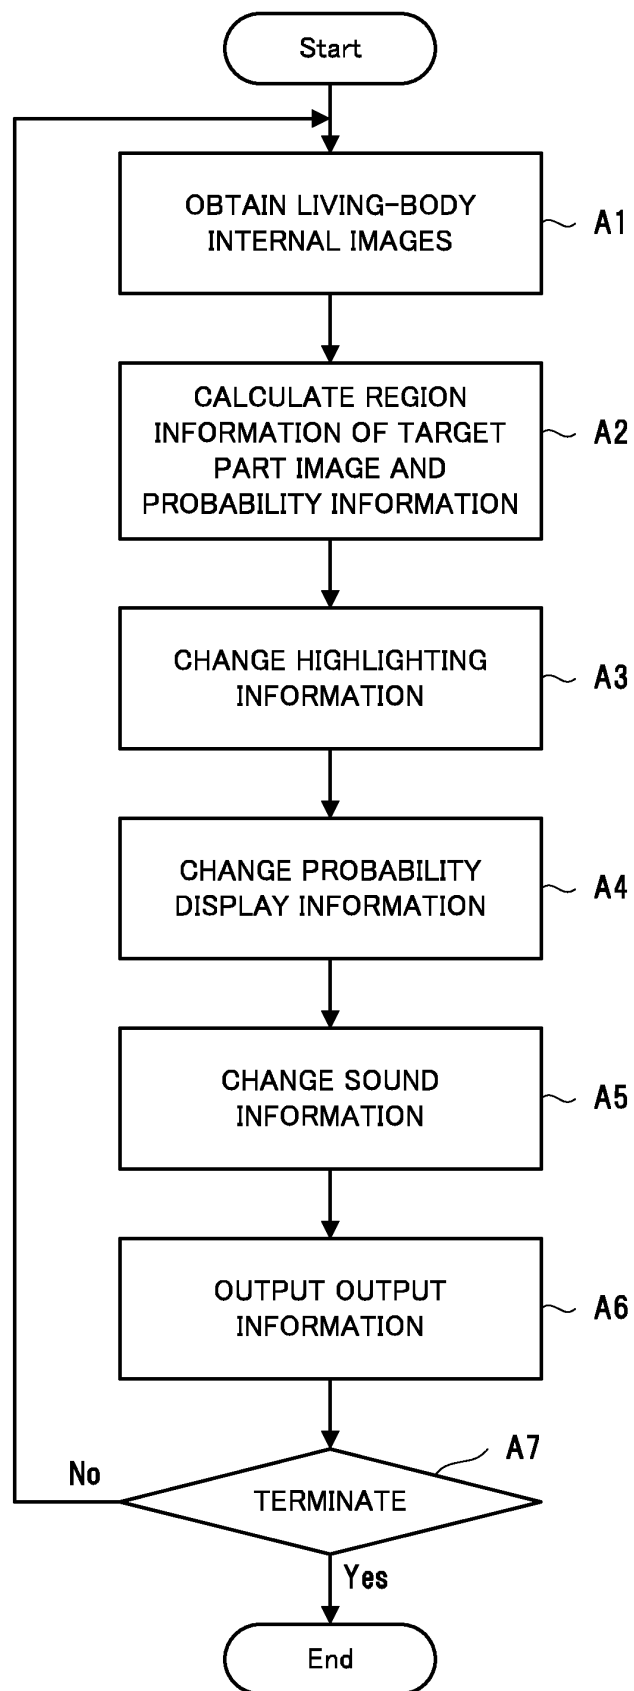 Start
OBTAIN LIVING-BODY
INTERNAL IMAGES
A1
CALCULATE REGION
INFORMATION OF TARGET
PART IMAGE AND
PROBABILITY INFORMATION
A2
CHANGE HIGHLIGHTING
INFORMATION
A3
CHANGE PROBABILITY
DISPLAY INFORMATION
A4
CHANGE SOUND
INFORMATION
A5
OUTPUT OUTPUT
INFORMATION
A6
A7
No
TERMINATE
Yes
End